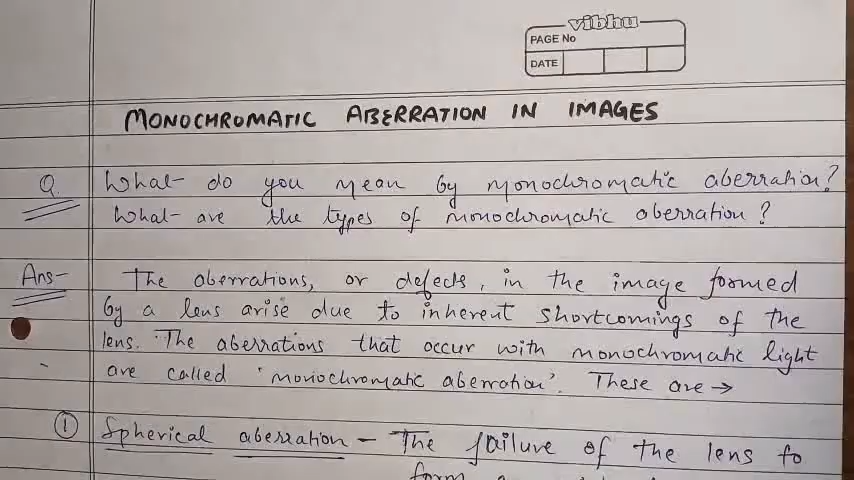 vibhu
PAGE No
DATE
MONOCHROMATIC ABERRATION IN IMAGES
Q. What do you mean by monochromatic aberration?
What are the types of monochromatic aberration?
Ans- The aberrations, or defects, in the image formed
by a lens arise due to inherent shortcomings of the
lens. The aberrations that occur with monochromatic light
are called 'monochromatic aberration'. These are →
① Spherical aberration - The failure of the lens to
form a